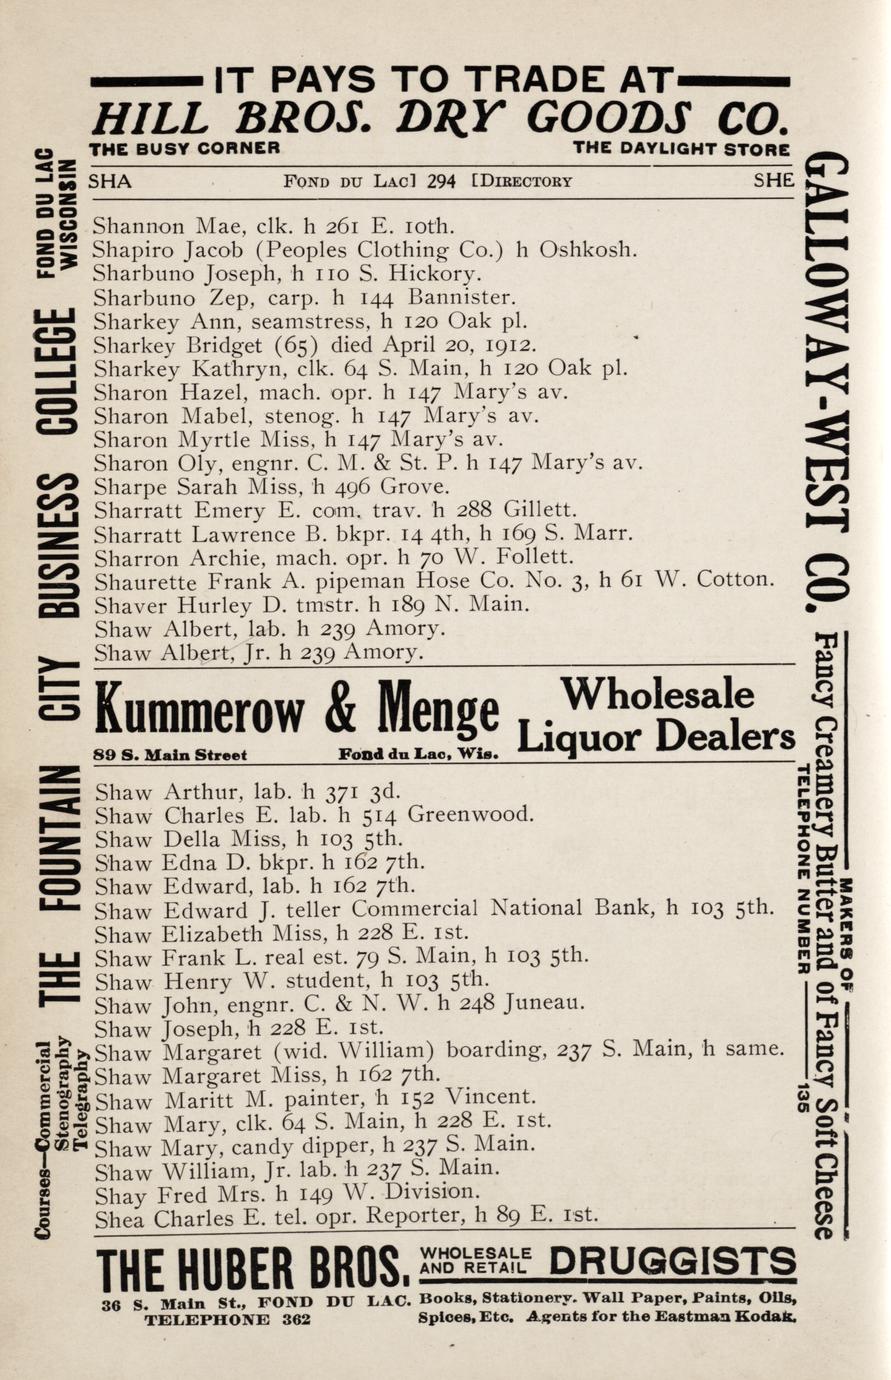 IT PAYS TO TRADE AT
HILL BROS. DRY GOODS CO.
THE BUSY CORNER THE DAYLIGHT STORE
SHA FOND DU LAC] 294 [DIRECTORY SHE
Shannon Mae, clk. h 261 E. 10th.
Shapiro Jacob (Peoples Clothing Co.) h Oshkosh.
Sharbuno Joseph, h 110 S. Hickory.
Sharbuno Zep, carp. h 144 Bannister.
Sharkey Ann, seamstress, h 120 Oak pl.
Sharkey Bridget (65) died April 20, 1912.
Sharkey Kathryn, clk. 64 S. Main, h 120 Oak pl.
Sharon Hazel, mach. opr. h 147 Mary's av.
Sharon Mabel, stenog. h 147 Mary's av.
Sharon Myrtle Miss, h 147 Mary's av.
Sharon Oly, engnr. C. M. & St. P. h 147 Mary's av.
Sharpe Sarah Miss, h 496 Grove.
Sharratt Emery E. com. trav. h 288 Gillett.
Sharratt Lawrence B. bkpr. 14 4th, h 169 S. Marr.
Sharron Archie, mach. opr. h 70 W. Follett.
Shaurette Frank A. pipeman Hose Co. No. 3, h 61 W. Cotton.
Shaver Hurley D. tmstr. h 189 N. Main.
Shaw Albert, lab. h 239 Amory.
Shaw Albert, Jr. h 239 Amory.
Kummerow & Menge
89 S. Main Street Fond du Lac, Wis.
Wholesale
Liquor Dealers
Shaw Arthur, lab. h 371 3d.
Shaw Charles E. lab. h 514 Greenwood.
Shaw Della Miss, h 103 5th.
Shaw Edna D. bkpr. h 162 7th.
Shaw Edward, lab. h 162 7th.
Shaw Edward J. teller Commercial National Bank, h 103 5th.
Shaw Elizabeth Miss, h 228 E. 1st.
Shaw Frank L. real est. 79 S. Main, h 103 5th.
Shaw Henry W. student, h 103 5th.
Shaw John, engnr. C. & N. W. h 248 Juneau.
Shaw Joseph, h 228 E. 1st.
Shaw Margaret (wid. William) boarding, 237 S. Main, h same.
Shaw Margaret Miss, h 162 7th.
Shaw Maritt M. painter, h 152 Vincent.
Shaw Mary, clk. 64 S. Main, h 228 E. 1st.
Shaw Mary, candy dipper, h 237 S. Main.
Shaw William, Jr. lab. h 237 S. Main.
Shay Fred Mrs. h 149 W. Division.
Shea Charles E. tel. opr. Reporter, h 89 E. 1st.
THE HUBER BROS.
WHOLESALE
AND RETAIL
DRUGGISTS
36 S. Main St., FOND DU LAC.
TELEPHONE 362
Books, Stationery. Wall Paper, Paints, Oils,
Spices, Etc. Agents for the Eastman Kodak.
THE FOUNTAIN CITY BUSINESS COLLEGE
FOND DU LAC
WISCONSIN
Courses—Commercial
Stenography
Telegraphy
GALLOWAY-WEST CO.
MAKERS OF
Fancy Creamery Butter and of Fancy Soft Cheese
TELEPHONE NUMBER 135